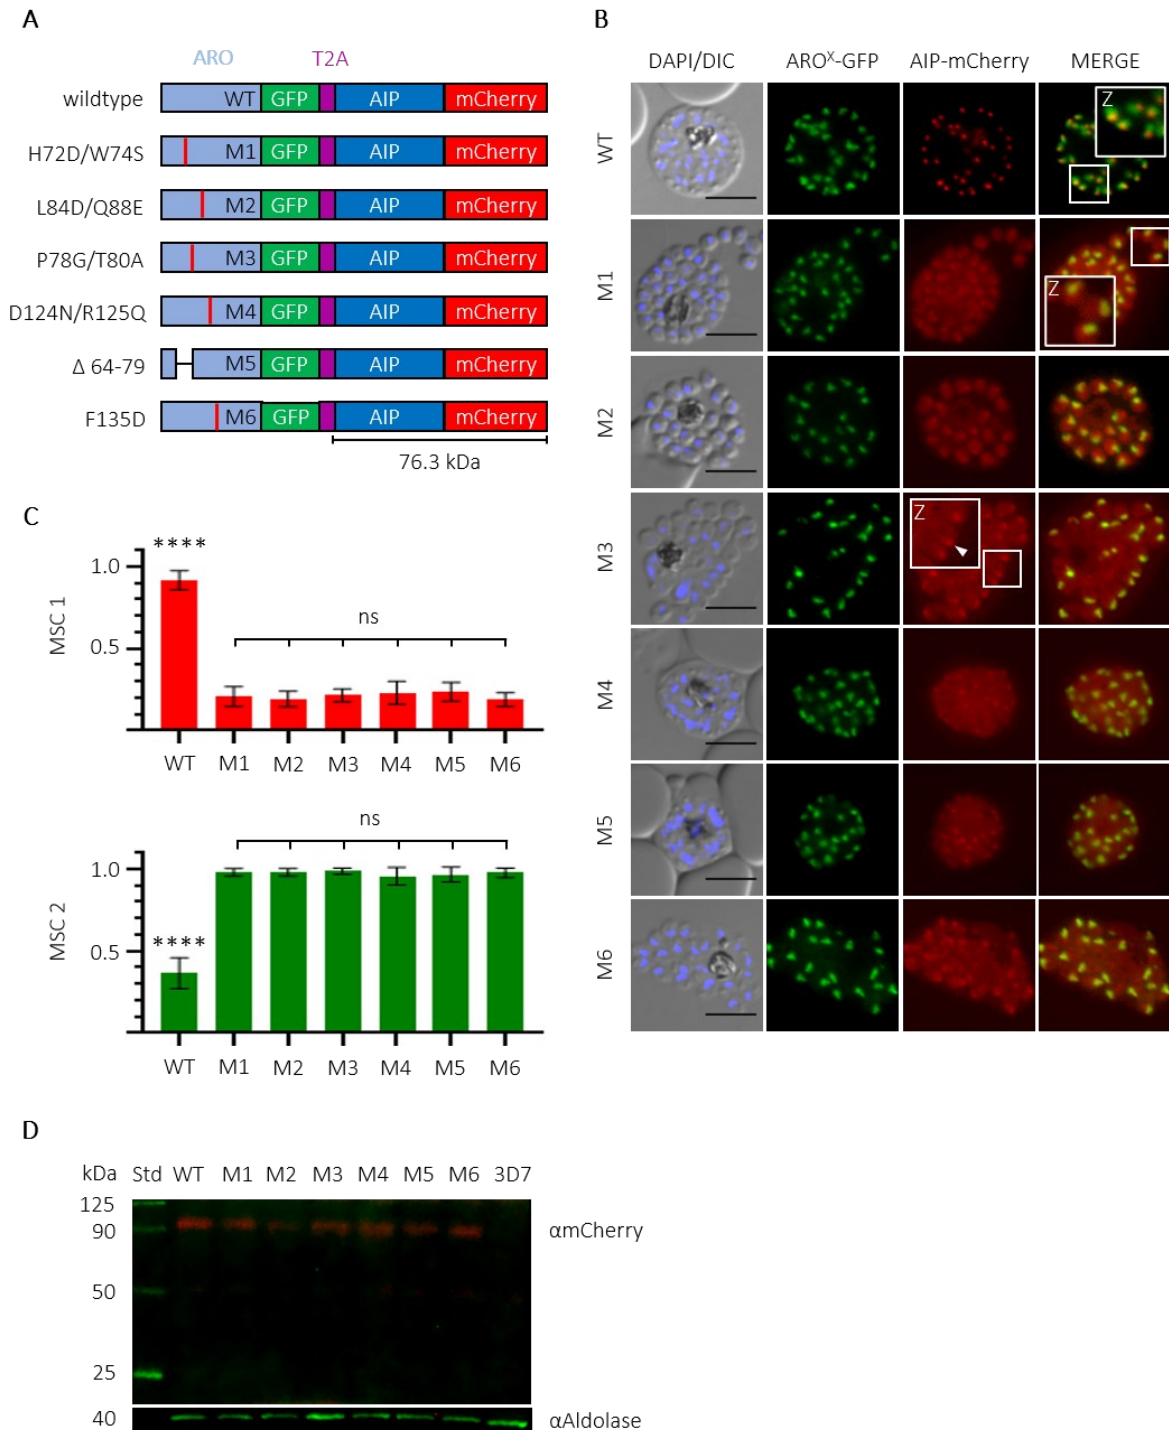 A
ARO T2A
wildtype WT GFP AIP mCherry
H72D/W74S M1 GFP AIP mCherry
L84D/Q88E M2 GFP AIP mCherry
P78G/T80A M3 GFP AIP mCherry
D124N/R125Q M4 GFP AIP mCherry
Δ 64-79 M5 GFP AIP mCherry
F135D M6 GFP AIP mCherry
76.3 kDa
B
DAPI/DIC AROˣ-GFP AIP-mCherry MERGE
WT Z
M1 Z
M2
M3 Z
M4
M5
M6
C
****
MSC 1
1.0
0.5
ns
WT M1 M2 M3 M4 M5 M6
ns
MSC 2
1.0
0.5
****
WT M1 M2 M3 M4 M5 M6
D
kDa Std WT M1 M2 M3 M4 M5 M6 3D7
125
90 αmCherry
50
25
40 αAldolase